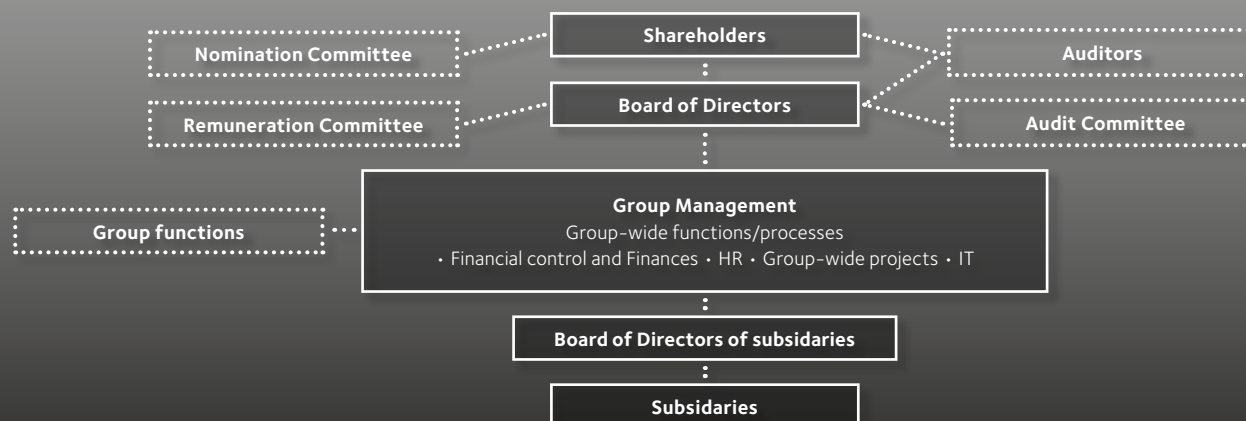 Shareholders
Nomination Committee
Auditors
Board of Directors
Remuneration Committee
Audit Committee
Group Management
Group functions
Group-wide functions/processes
• Financial control and Finances • HR • Group-wide projects • IT
Board of Directors of subsidaries
Subsidaries